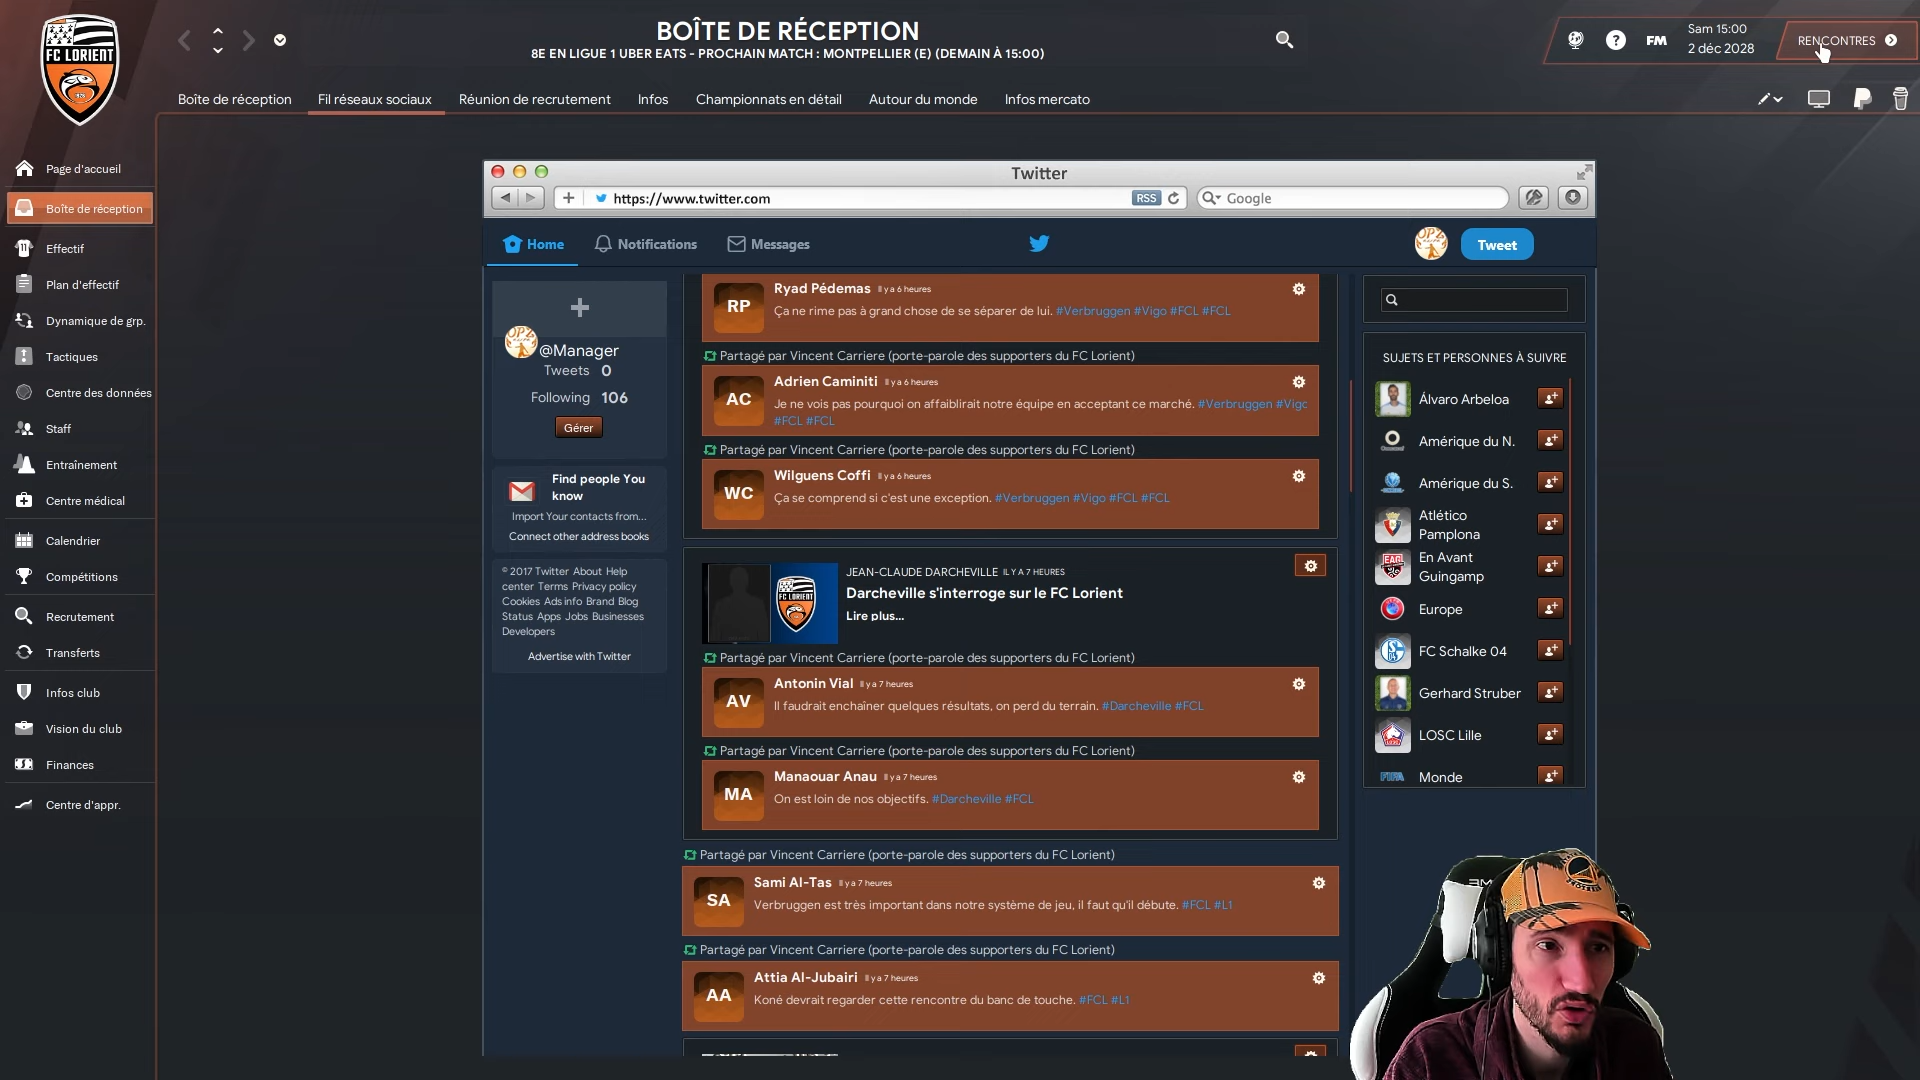 FC LORIENT
BOÎTE DE RÉCEPTION
8E EN LIGUE 1 UBER EATS - PROCHAIN MATCH : MONTPELLIER (E) (DEMAIN À 15:00)
FM
Sam 15:00
2 déc 2028
RENCONTRES
Boîte de réception
Fil réseaux sociaux
Réunion de recrutement
Infos
Championnats en détail
Autour du monde
Infos mercato
Page d'accueil
Boîte de réception
Effectif
Plan d'effectif
Dynamique de grp.
Tactiques
Centre des données
Staff
Entraînement
Centre médical
Calendrier
Compétitions
Recrutement
Transferts
Infos club
Vision du club
Finances
Centre d'appr.
Twitter
https://www.twitter.com
RSS
Google
Home
Notifications
Messages
Tweet
@Manager
Tweets 0
Following 106
Gérer
Find people You
know
Import Your contacts from...
Connect other address books
© 2017 Twitter About Help
center Terms Privacy policy
Cookies Ads info Brand Blog
Status Apps Jobs Businesses
Developers
Advertise with Twitter
RP
Ryad Pédemas Il y a 6 heures
Ça ne rime pas à grand chose de se séparer de lui. #Verbruggen #Vigo #FCL #FCL
Partagé par Vincent Carriere (porte-parole des supporters du FC Lorient)
AC
Adrien Caminiti Il y a 6 heures
Je ne vois pas pourquoi on affaiblirait notre équipe en acceptant ce marché. #Verbruggen #Vigo
#FCL #FCL
Partagé par Vincent Carriere (porte-parole des supporters du FC Lorient)
WC
Wilguens Coffi Il y a 6 heures
Ça se comprend si c'est une exception. #Verbruggen #Vigo #FCL #FCL
FC LORIENT
JEAN-CLAUDE DARCHEVILLE IL Y A 7 HEURES
Darcheville s'interroge sur le FC Lorient
Lire plus...
Partagé par Vincent Carriere (porte-parole des supporters du FC Lorient)
AV
Antonin Vial Il y a 7 heures
Il faudrait enchaîner quelques résultats, on perd du terrain. #Darcheville #FCL
Partagé par Vincent Carriere (porte-parole des supporters du FC Lorient)
MA
Manaouar Anau Il y a 7 heures
On est loin de nos objectifs. #Darcheville #FCL
Partagé par Vincent Carriere (porte-parole des supporters du FC Lorient)
SA
Sami Al-Tas Il y a 7 heures
Verbruggen est très important dans notre système de jeu, il faut qu'il débute. #FCL #L1
Partagé par Vincent Carriere (porte-parole des supporters du FC Lorient)
AA
Attia Al-Jubairi Il y a 7 heures
Koné devrait regarder cette rencontre du banc de touche. #FCL #L1
SUJETS ET PERSONNES À SUIVRE
Álvaro Arbeloa
Amérique du N.
Amérique du S.
Atlético
Pamplona
En Avant
Guingamp
Europe
FC Schalke 04
Gerhard Struber
LOSC Lille
FIFA
Monde